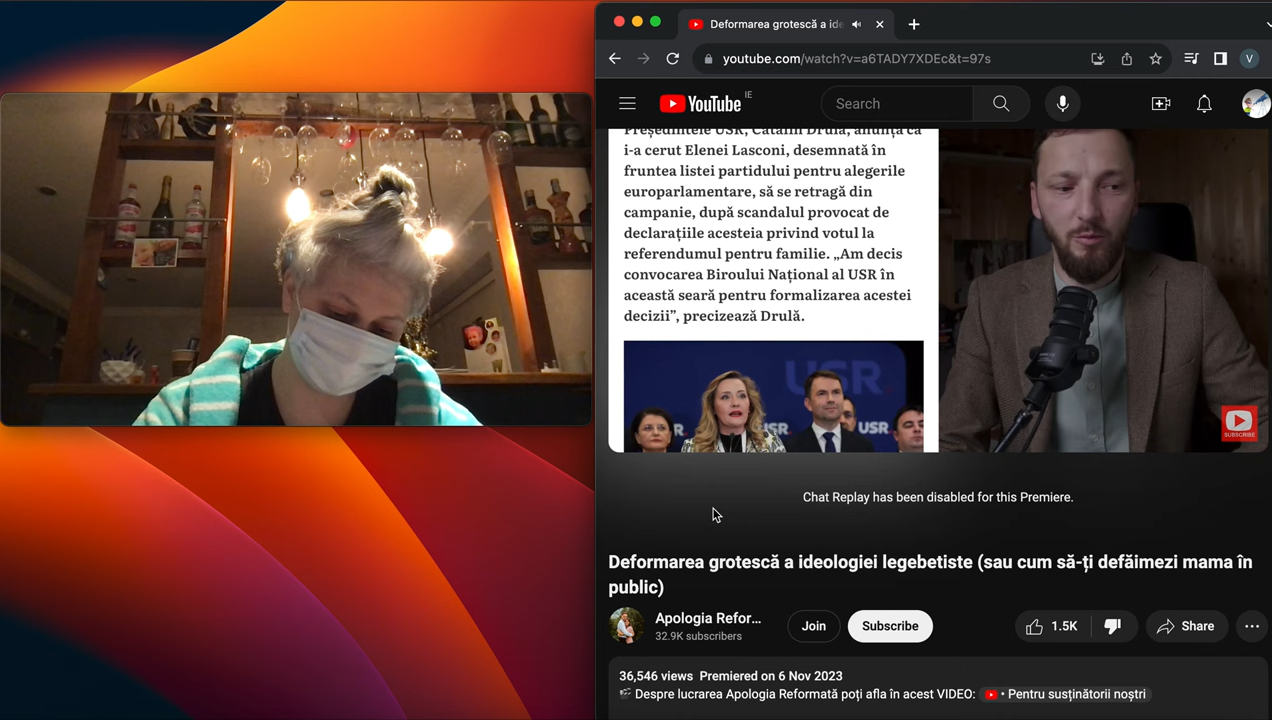 Deformarea grotescă a ide
youtube.com/watch?v=a6TADY7XDEc&t=97s
V
YouTube IE
Search
Președintele USR, Cătălin Drulă, anunță că
i-a cerut Elenei Lasconi, desemnată în
fruntea listei partidului pentru alegerile
europarlamentare, să se retragă din
campanie, după scandalul provocat de
declarațiile acesteia privind votul la
referendumul pentru familie. „Am decis
convocarea Biroului Național al USR în
această seară pentru formalizarea acestei
decizii”, precizează Drulă.
USR
USR
SUBSCRIBE
Chat Replay has been disabled for this Premiere.
Deformarea grotescă a ideologiei legebetiste (sau cum să-ți defăimezi mama în
public)
Apologia Refor...
32.9K subscribers
Join
Subscribe
1.5K
Share
36,546 views Premiered on 6 Nov 2023
Despre lucrarea Apologia Reformată poți afla în acest VIDEO: • Pentru susținătorii noștri